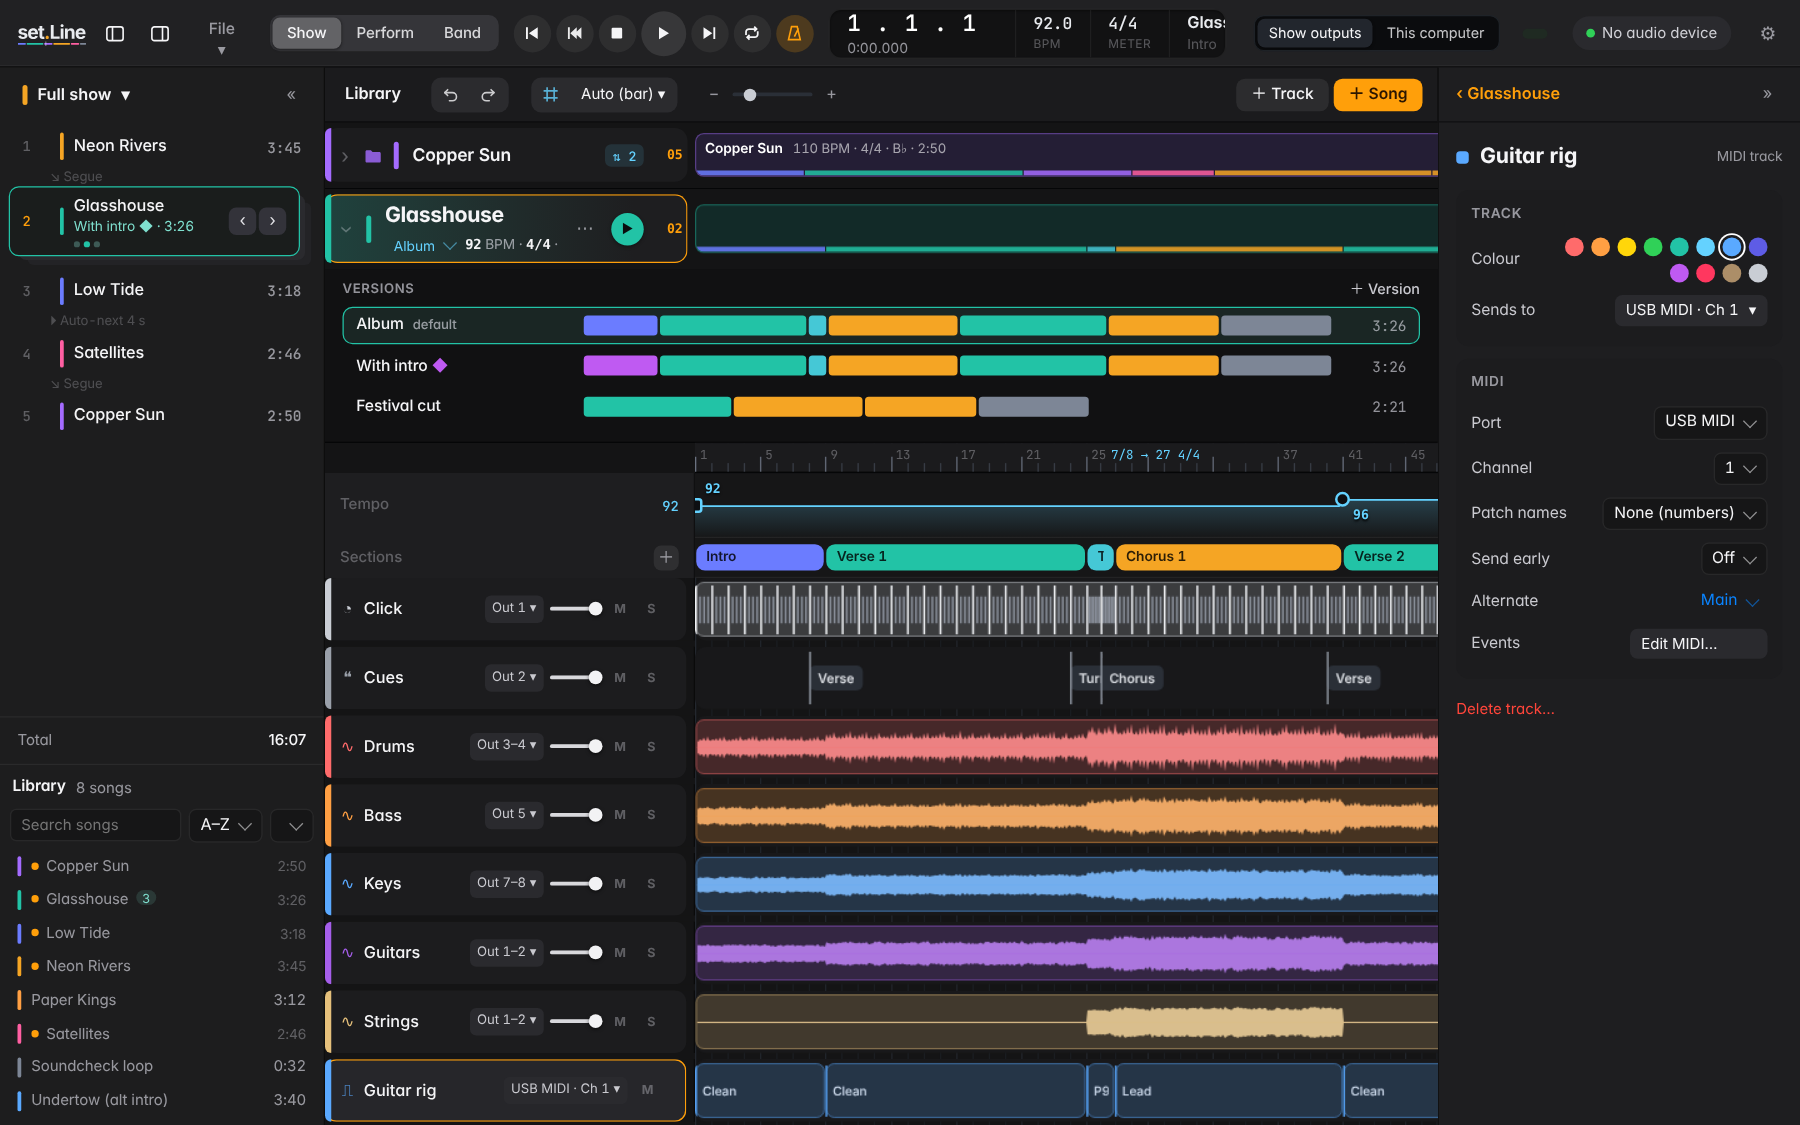 set.Line
File ▾
Show Perform Band
1 . 1 . 1
0:00.000
92.0
BPM
4/4
METER
Glas
Intro
Show outputs This computer
No audio device
Full show ▾ «
1 Neon Rivers 3:45
↘ Segue
2 Glasshouse
With intro ◆ · 3:26
‹ ›
3 Low Tide 3:18
Auto-next 4 s
4 Satellites 2:46
↘ Segue
5 Copper Sun 2:50
Total 16:07
Library 8 songs
Search songs A–Z
Copper Sun 2:50
Glasshouse 3 3:26
Low Tide 3:18
Neon Rivers 3:45
Paper Kings 3:12
Satellites 2:46
Soundcheck loop 0:32
Undertow (alt intro) 3:40
Library Auto (bar) ▾ − +
+ Track + Song
Copper Sun ⇅ 2 05
Copper Sun 110 BPM · 4/4 · B♭ · 2:50
Glasshouse
Album 92 BPM · 4/4 ·
··· 02
VERSIONS + Version
Album default 3:26
With intro ◆ 3:26
Festival cut 2:21
1 5 9 13 17 21 25 7/8 → 27 4/4 37 41 45
Tempo 92
92
96
Sections +
Intro Verse 1 T Chorus 1 Verse 2
Click Out 1 ▾ M S
Cues Out 2 ▾ M S
Verse Tur Chorus Verse
Drums Out 3–4 ▾ M S
Bass Out 5 ▾ M S
Keys Out 7–8 ▾ M S
Guitars Out 1–2 ▾ M S
Strings Out 1–2 ▾ M S
Guitar rig USB MIDI · Ch 1 ▾ M
Clean Clean P9 Lead Clean
‹ Glasshouse »
Guitar rig MIDI track
TRACK
Colour
Sends to USB MIDI · Ch 1 ▾
MIDI
Port USB MIDI
Channel 1
Patch names None (numbers)
Send early Off
Alternate Main
Events Edit MIDI...
Delete track...